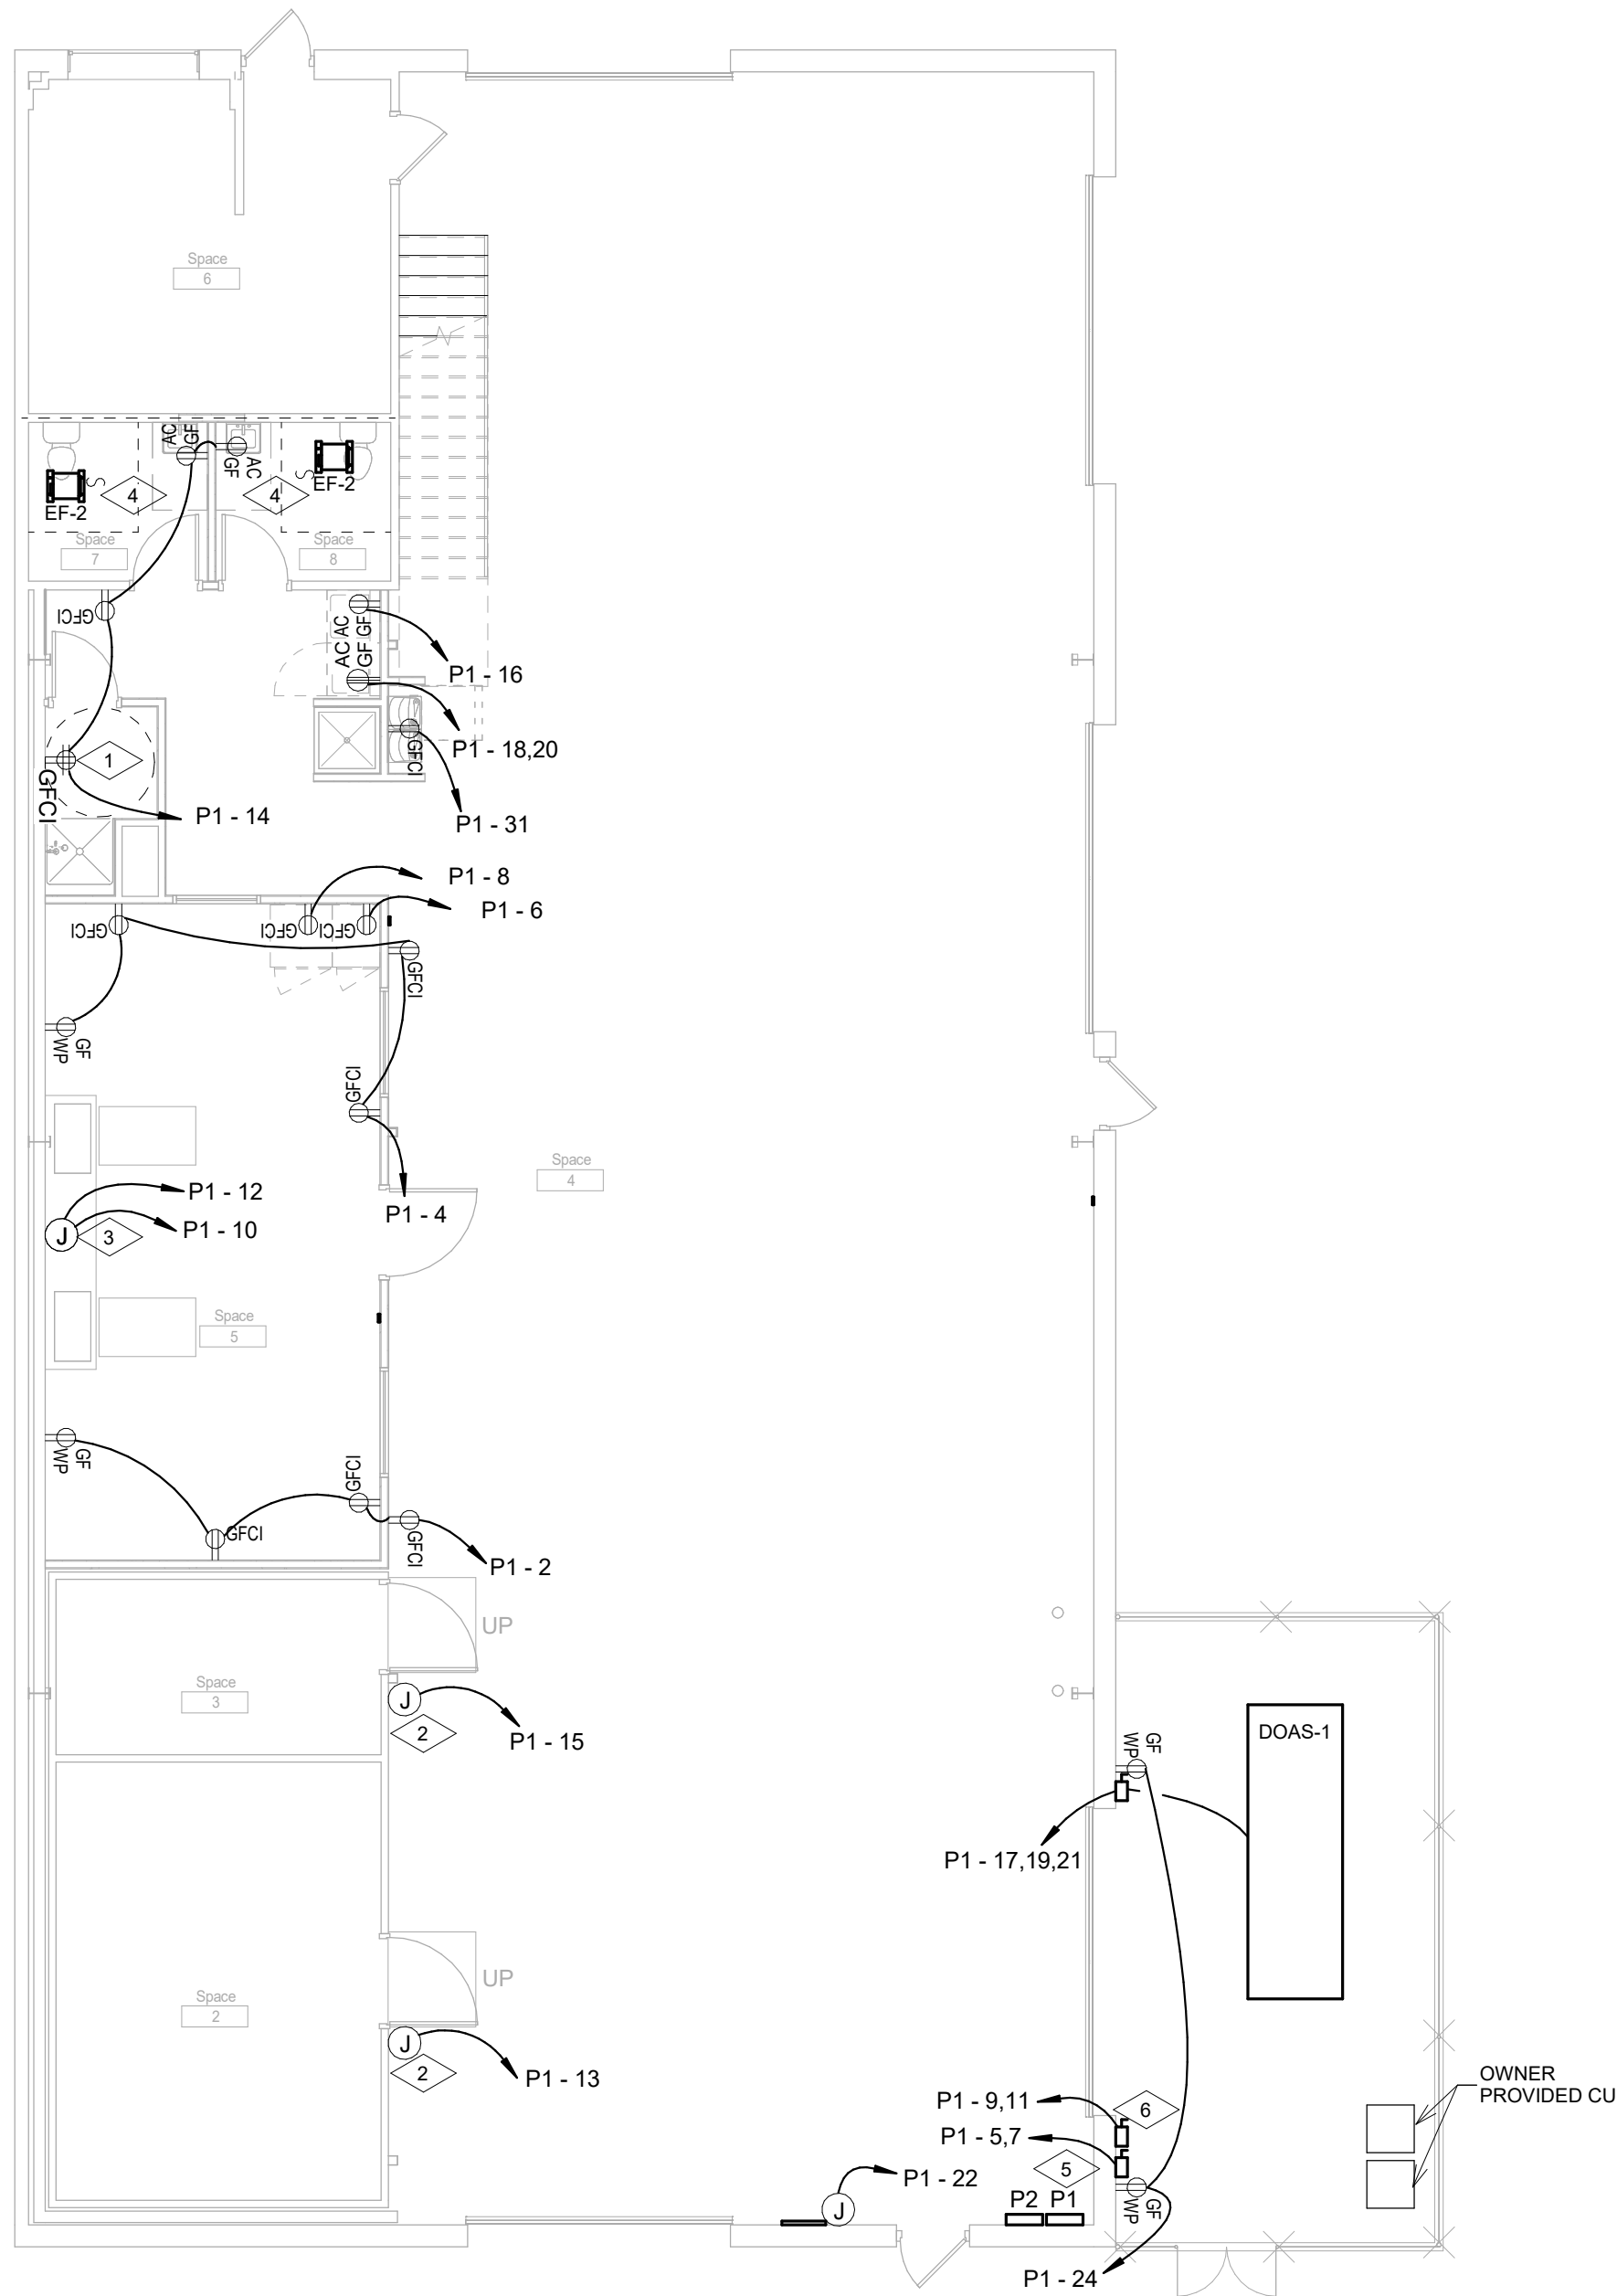 Space
6
AC
GF
GF
AC
S
EF-2
4
4
S
EF-2
Space
7
Space
8
GFCI
AC AC
GF GF
P1 - 16
P1 - 18,20
GFCI
P1 - 31
1
GFCI
P1 - 14
P1 - 8
P1 - 6
GFCI
GFCI
GFCI
GFCI
WP
GF
GFCI
Space
4
P1 - 12
P1 - 10
J
3
P1 - 4
Space
5
WP
GF
GFCI
GFCI
GFCI
P1 - 2
UP
Space
3
J
2
P1 - 15
WP
GF
DOAS-1
P1 - 17,19,21
UP
Space
2
J
2
P1 - 13
OWNER
PROVIDED CU
P1 - 9,11
6
P1 - 5,7
5
P1 - 22
J
P2
P1
WP
GF
P1 - 24